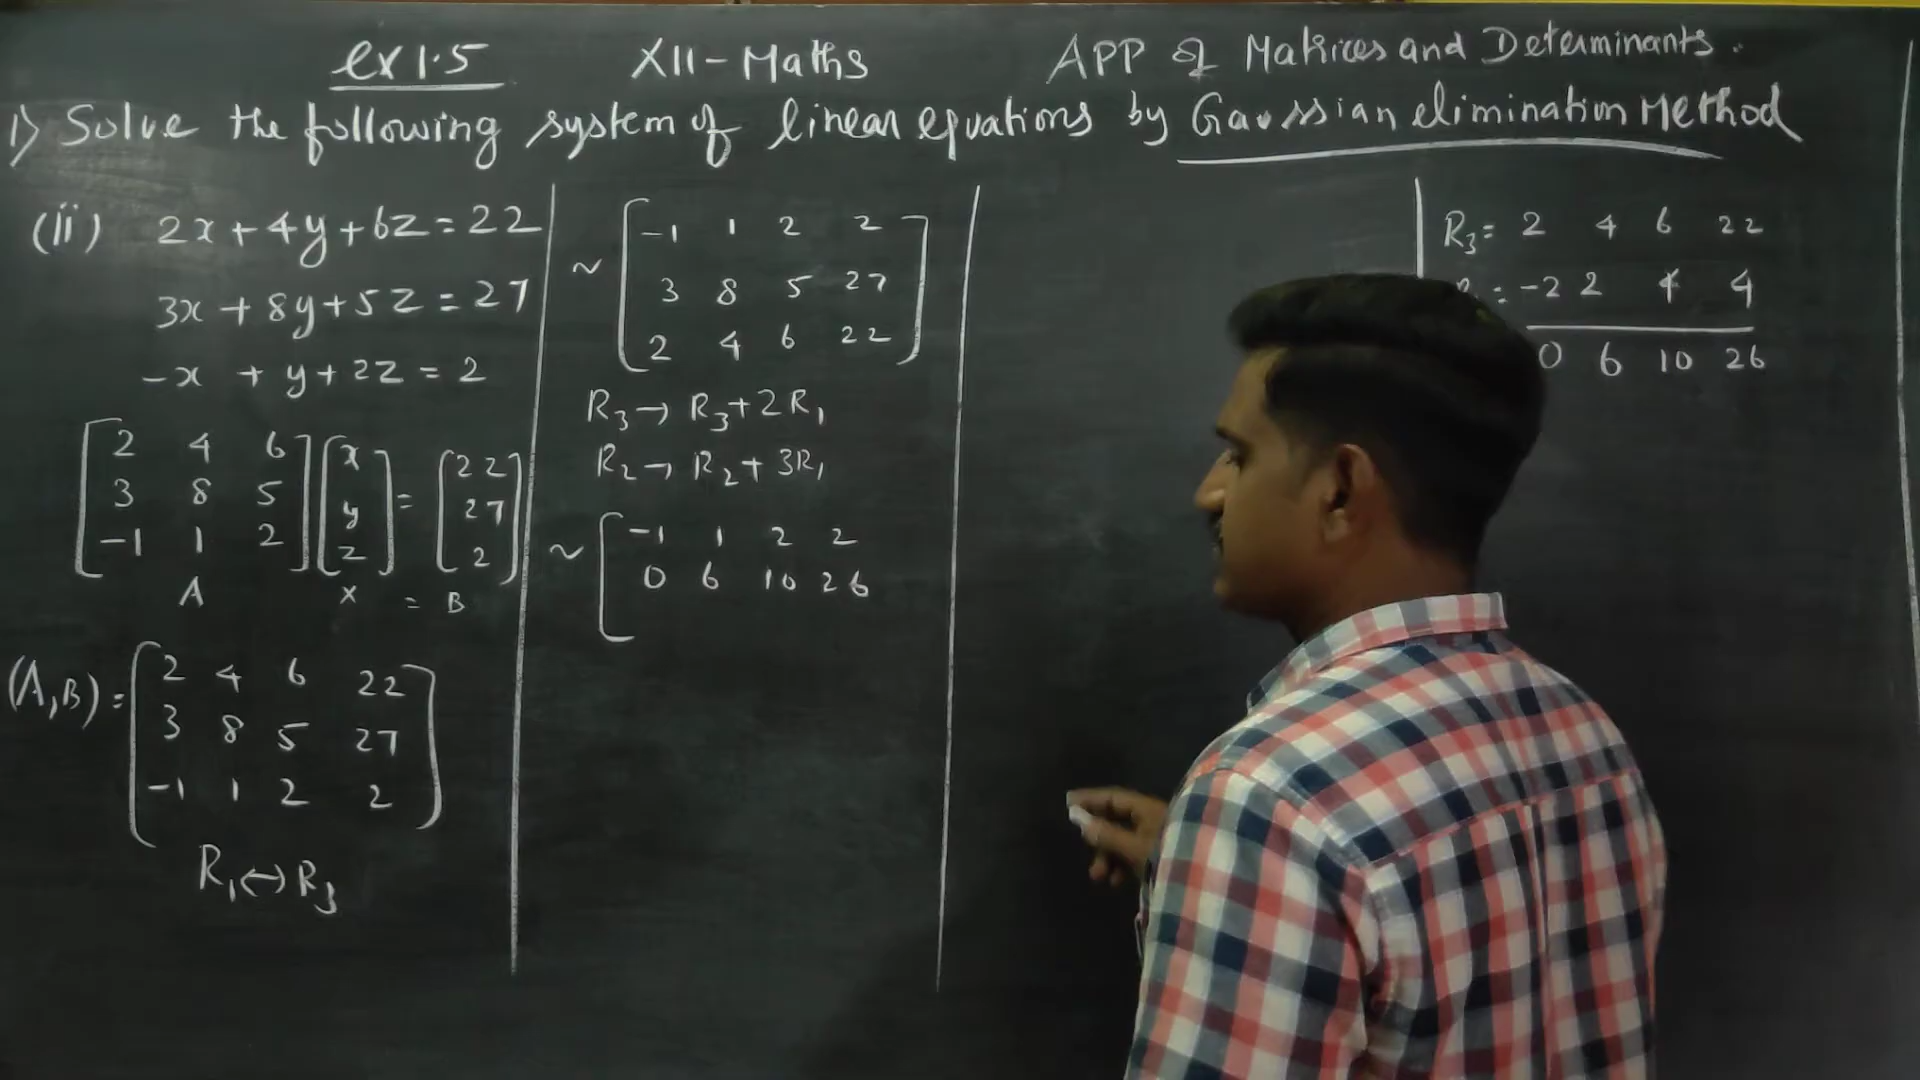 ex 1.5 XII-Maths APP of Matrices and Determinants.
1) Solve the following system of linear equations by Gaussian elimination Method
(ii) 2x+4y+6z=22
3x+8y+5z=27
-x+y+2z=2
[2 4 6] [x] = [22]
[3 8 5] [y] [27]
[-1 1 2] [z] [2]
A x = B
(A,B) = [2 4 6 22]
[3 8 5 27]
[-1 1 2 2]
R1↔R3
~ [-1 1 2 2]
[3 8 5 27]
[2 4 6 22]
R3→R3+2R1
R2→R2+3R1
~ [-1 1 2 2]
[0 6 10 26
R3= 2 4 6 22
= -2 2 4 4
0 6 10 26